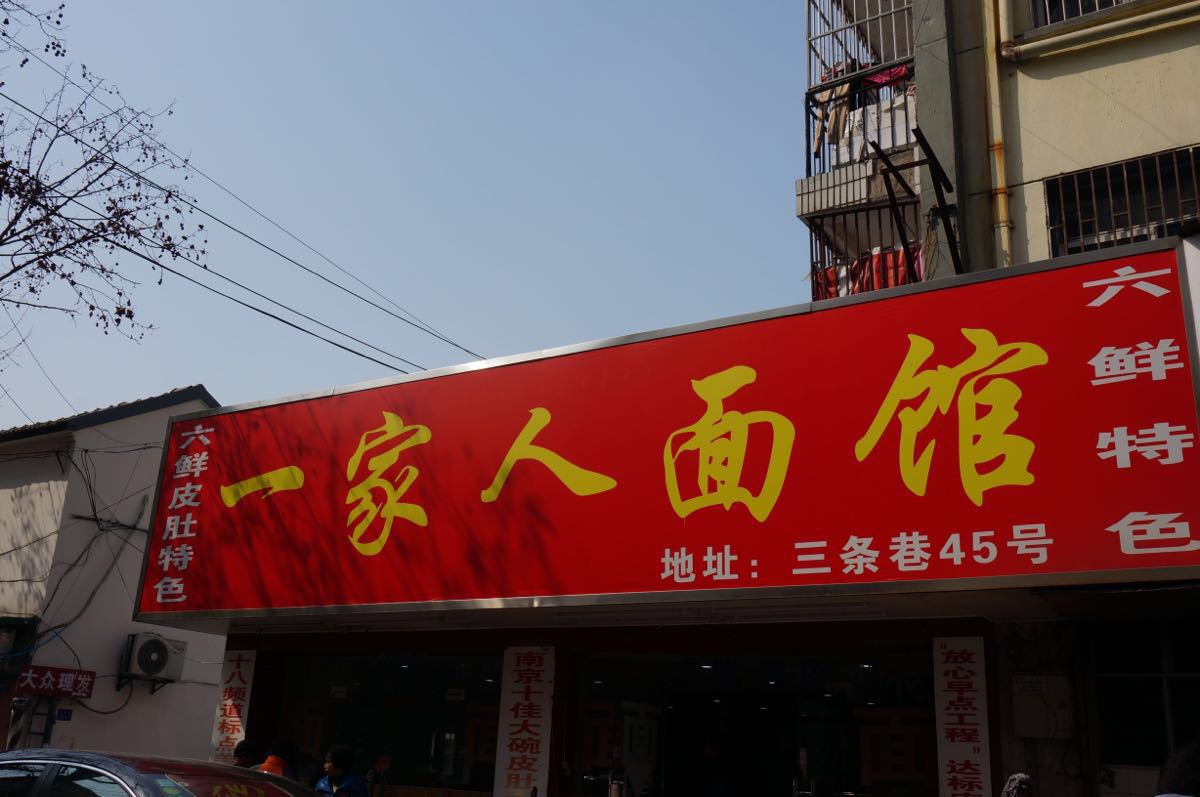 六鲜皮肚特色
一家人面馆
六鲜特色
地址：三条巷45号
大众理发
十八频道标点
南京十佳大碗皮肚
"放心早点工程"达标